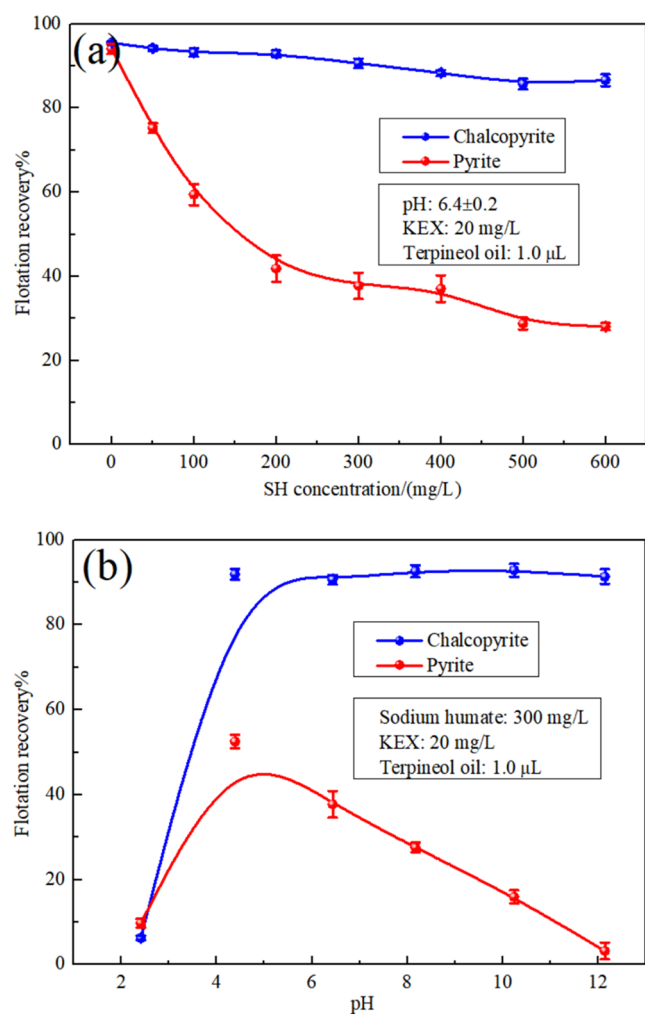 (a)
100
80
60
40
20
0
Flotation recovery%
Chalcopyrite
Pyrite
pH: 6.4±0.2
KEX: 20 mg/L
Terpineol oil: 1.0 μL
0 100 200 300 400 500 600
SH concentration/(mg/L)
(b)
100
80
60
40
20
0
Flotation recovery%
Chalcopyrite
Pyrite
Sodium humate: 300 mg/L
KEX: 20 mg/L
Terpineol oil: 1.0 μL
2 4 6 8 10 12
pH